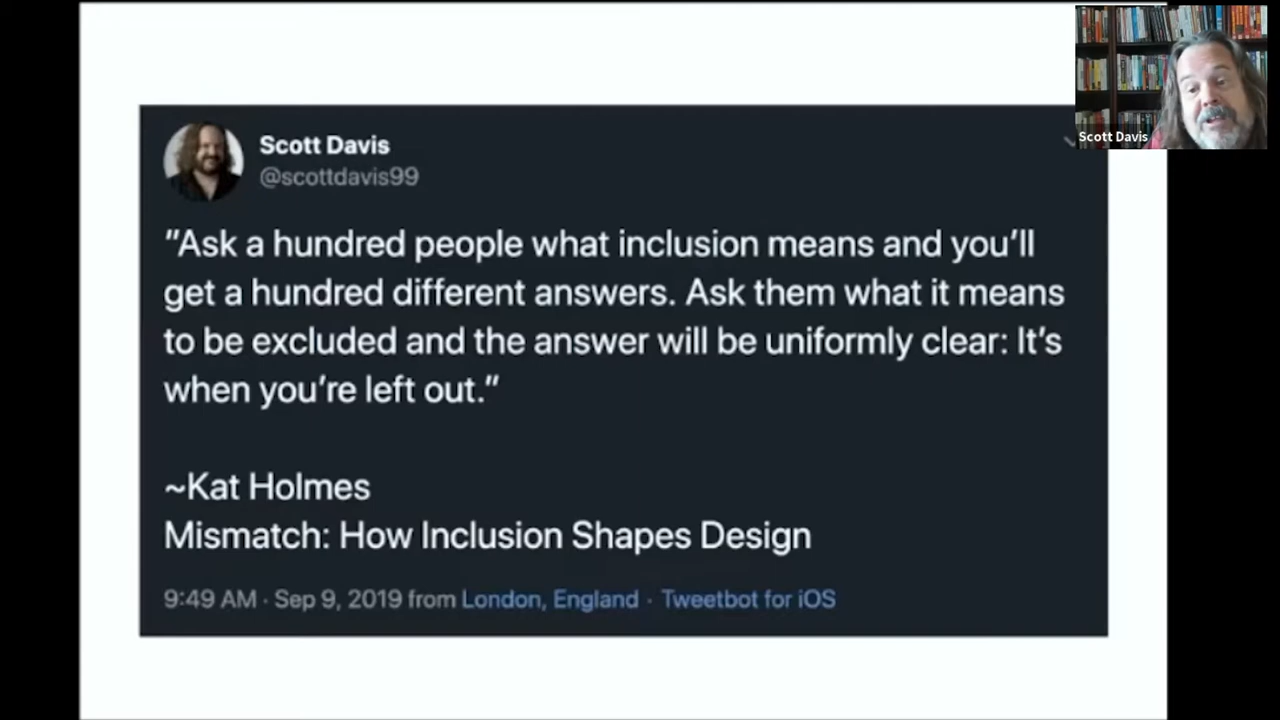 Scott Davis
@scottdavis99
"Ask a hundred people what inclusion means and you'll
get a hundred different answers. Ask them what it means
to be excluded and the answer will be uniformly clear: It's
when you're left out."
~Kat Holmes
Mismatch: How Inclusion Shapes Design
9:49 AM · Sep 9, 2019 from London, England · Tweetbot for iOS
Scott Davis